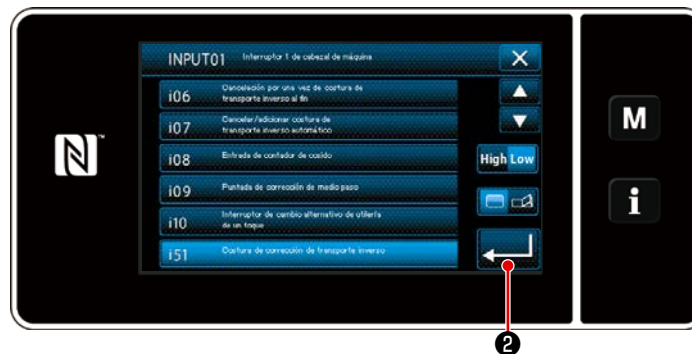 INPUT01 Interruptor 1 de cabezal de máquina
i06 Cancelación por una vez de costura de
transporte inverso al fin
i07 Cancelar/adicionar costura de
transporte inverso automático
i08 Entrada de contador de cosido
High Low
i09 Puntada de corrección de medio paso
i10 Interruptor de cambio alternativo de utilería
de un toque
i51 Costura de corrección de transporte inverso
M
i
❷